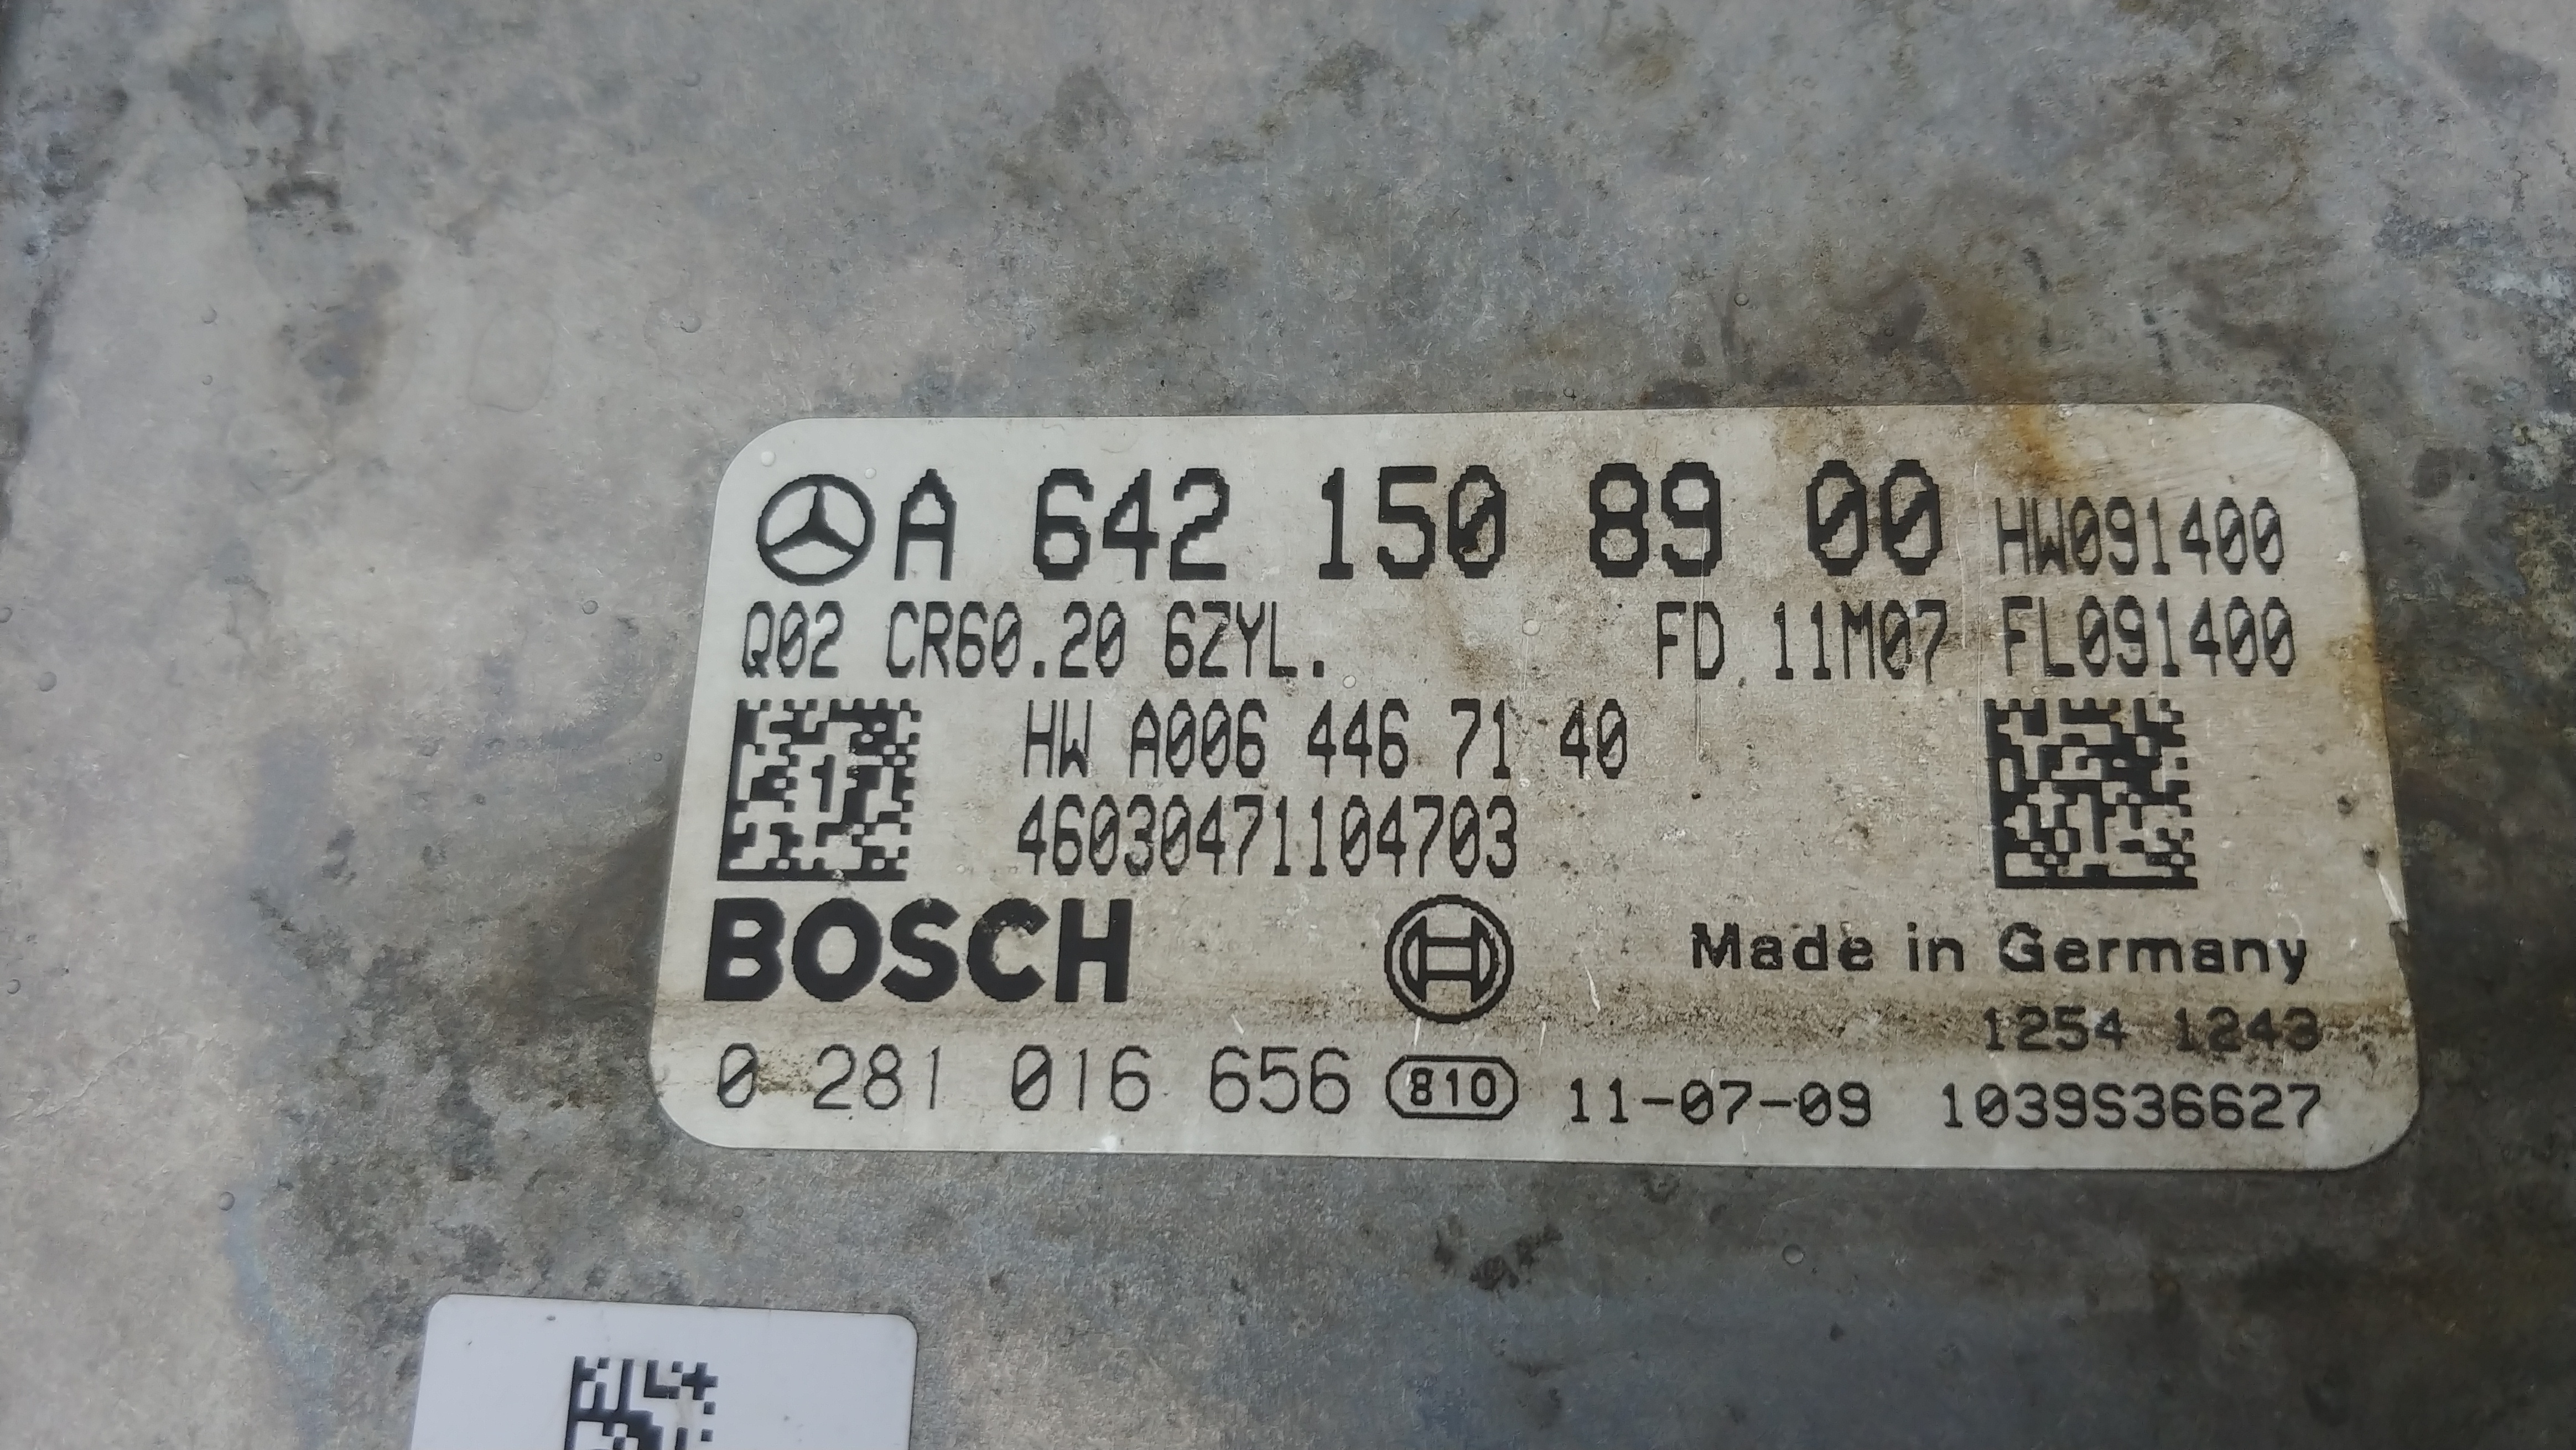 A 642 150 89 00 HW091400
Q02 CR60.20 6ZYL. FD 11M07 FL091400
HW A006 446 71 40
46030471104703
BOSCH Made in Germany
1254 1243
0 281 016 656 810 11-07-09 1039S36627